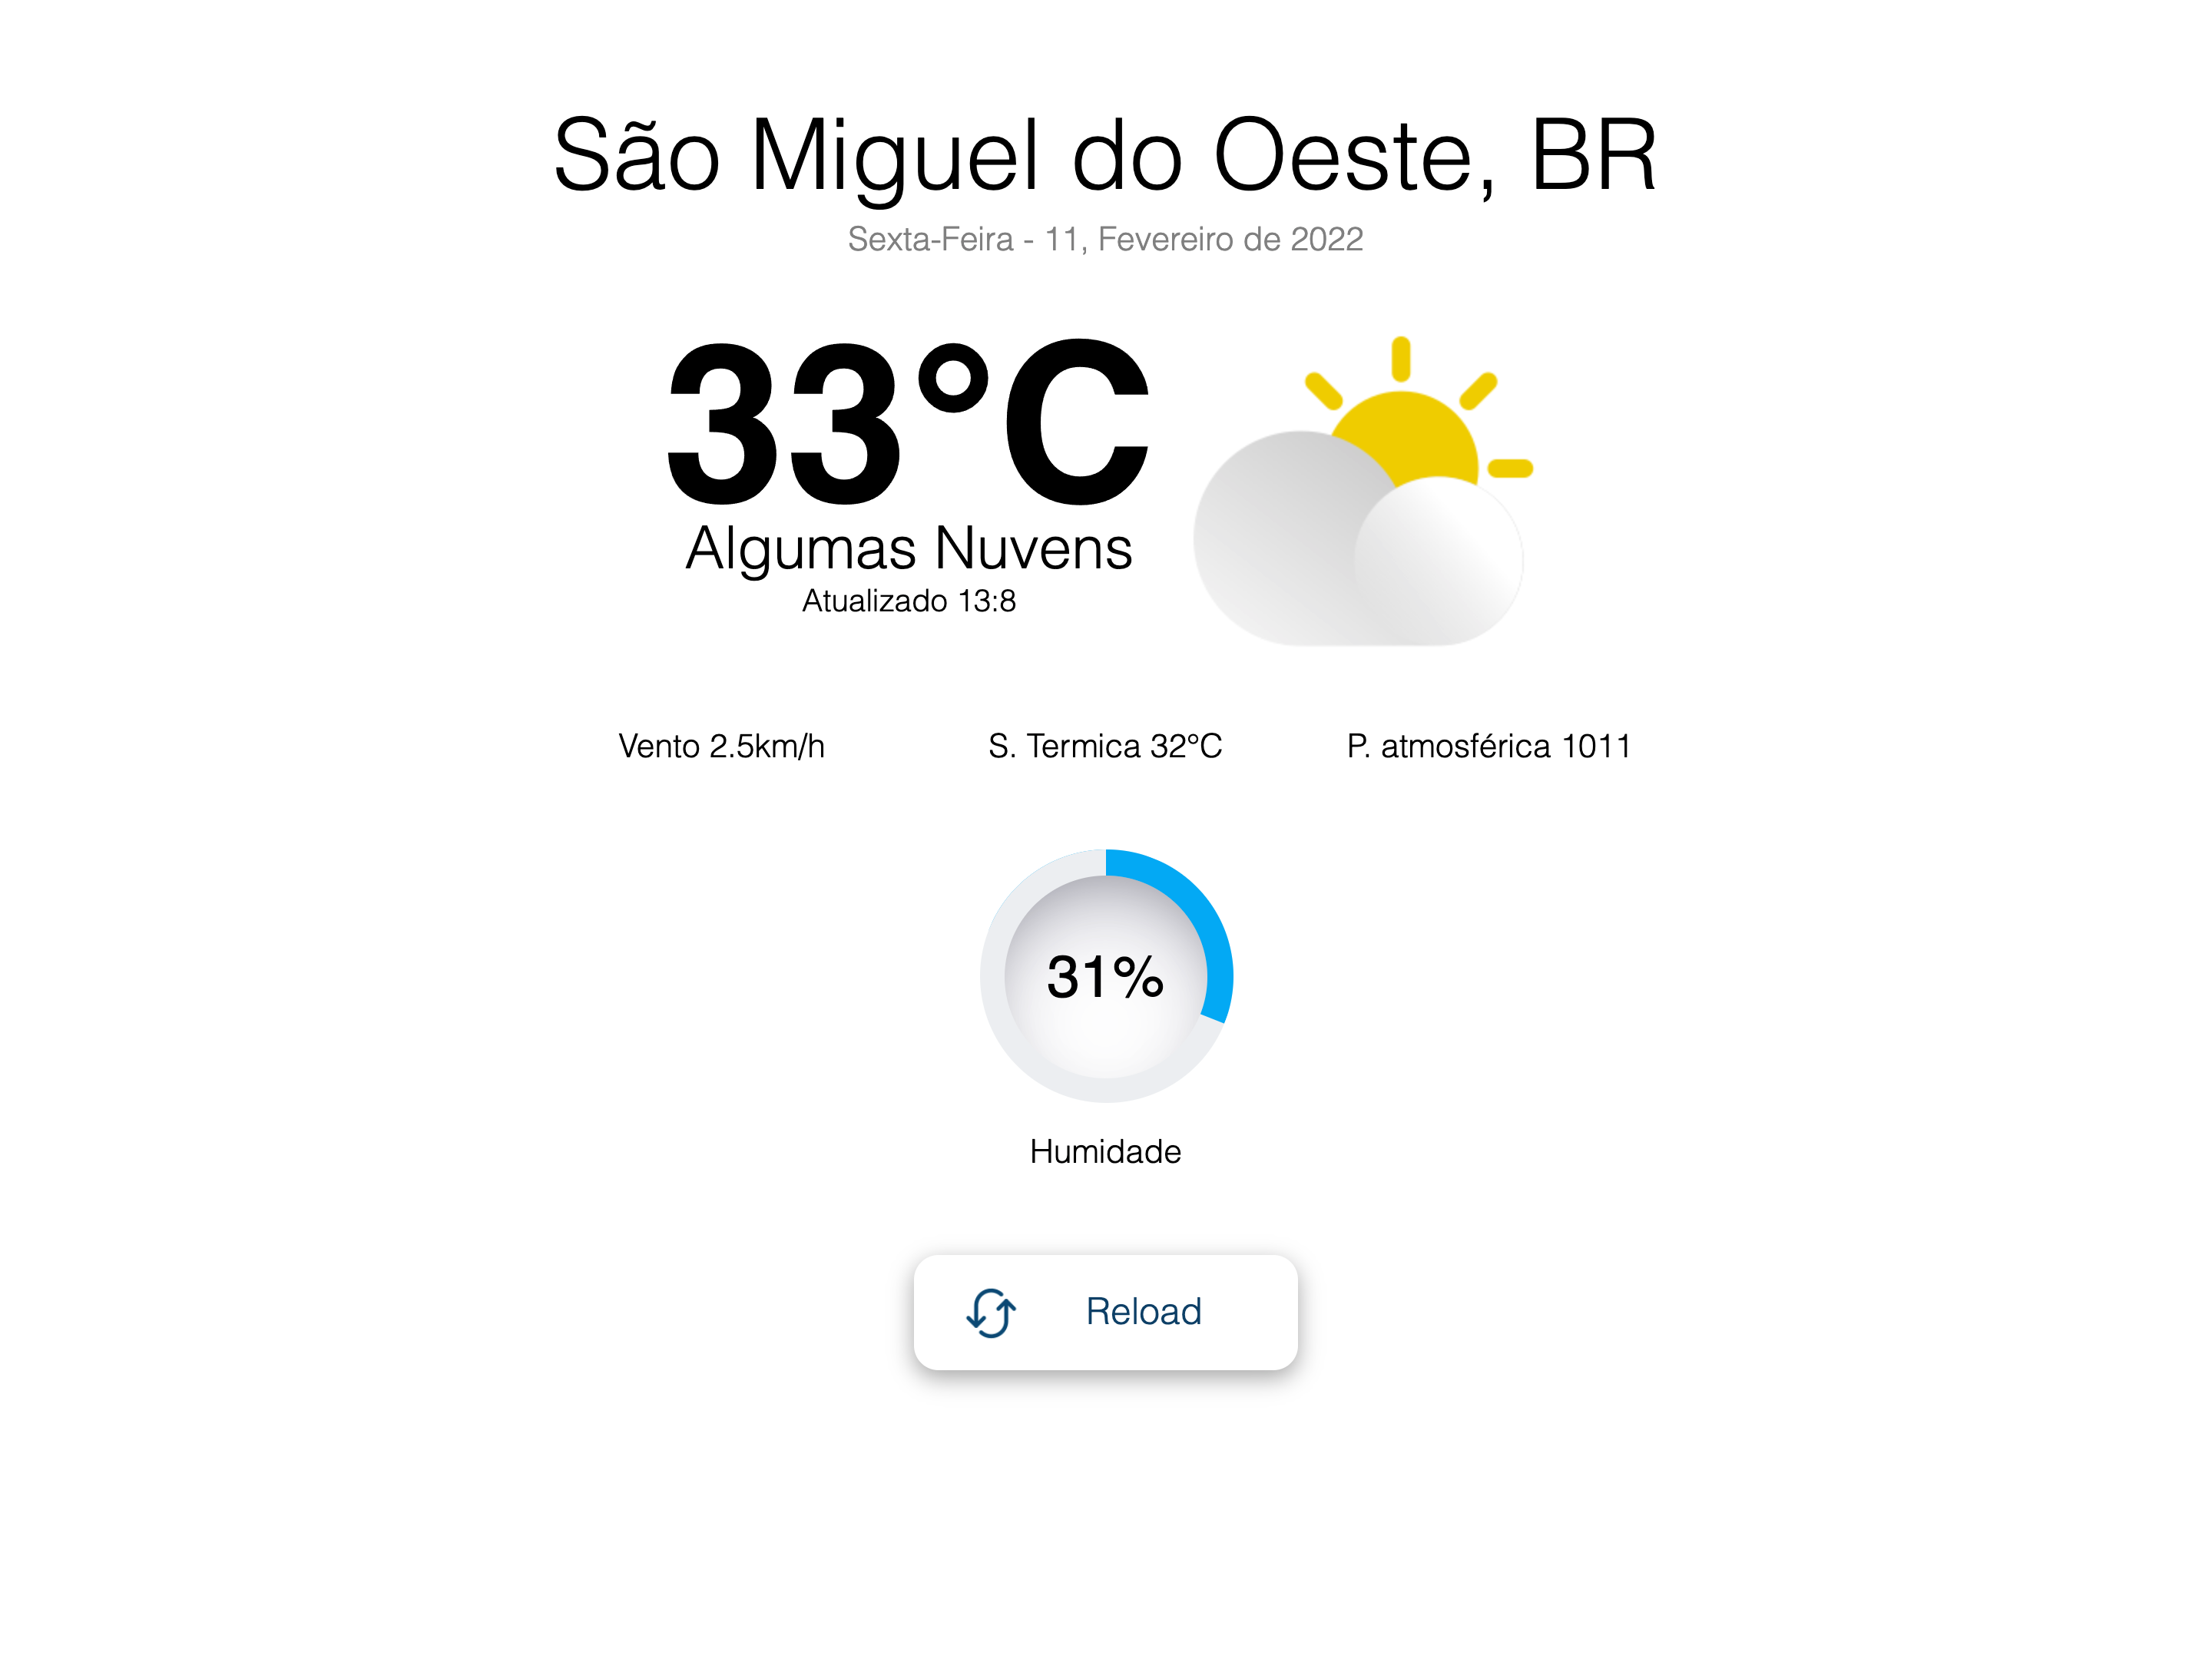 São Miguel do Oeste, BR
Sexta-Feira - 11, Fevereiro de 2022
33°C
Algumas Nuvens
Atualizado 13:8
Vento 2.5km/h S. Termica 32°C P. atmosférica 1011
31%
Humidade
Reload